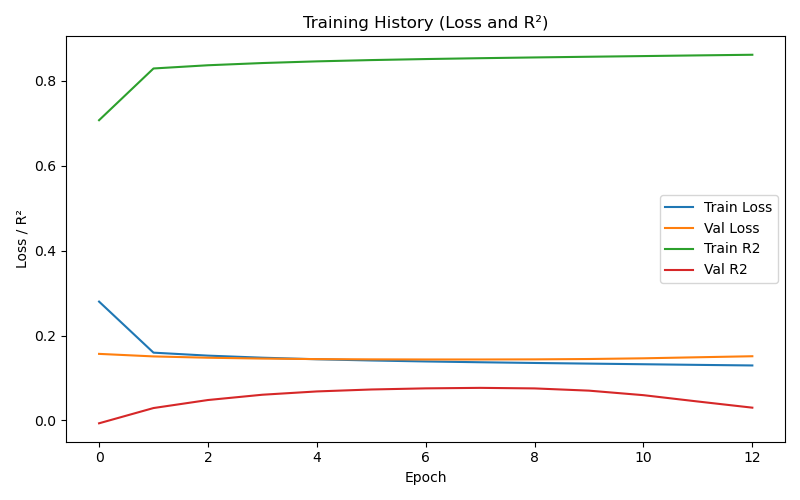 Training History (Loss and R²)
Loss / R²
0.8
0.6
0.4
0.2
0.0
Train Loss
Val Loss
Train R2
Val R2
0 2 4 6 8 10 12
Epoch